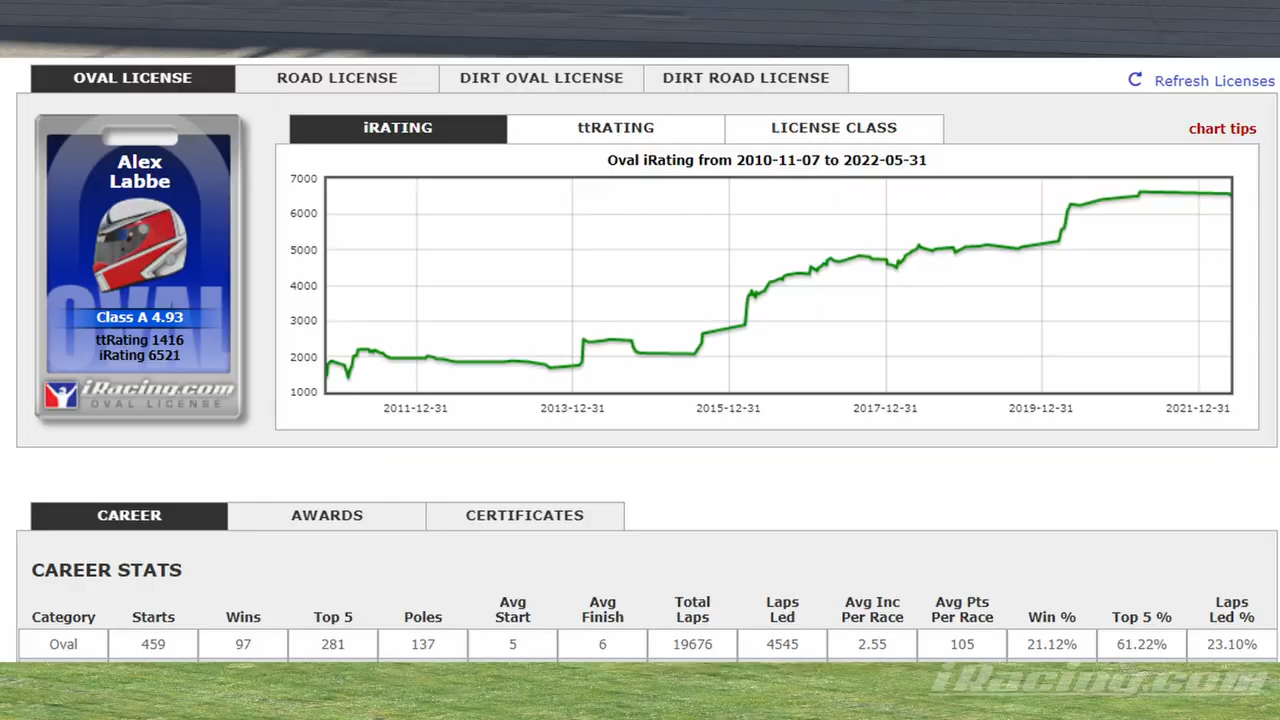 OVAL LICENSE ROAD LICENSE DIRT OVAL LICENSE DIRT ROAD LICENSE
Refresh Licenses
Alex
Labbe
OVAL
Class A 4.93
ttRating 1416
iRating 6521
iRacing.com
OVAL LICENSE
iRATING ttRATING LICENSE CLASS
chart tips
Oval iRating from 2010-11-07 to 2022-05-31
7000
6000
5000
4000
3000
2000
1000
2011-12-31 2013-12-31 2015-12-31 2017-12-31 2019-12-31 2021-12-31
CAREER AWARDS CERTIFICATES
CAREER STATS
Category Starts Wins Top 5 Poles Avg Start Avg Finish Total Laps Laps Led Avg Inc Per Race Avg Pts Per Race Win % Top 5 % Laps Led %
Oval 459 97 281 137 5 6 19676 4545 2.55 105 21.12% 61.22% 23.10%
iRacing.com